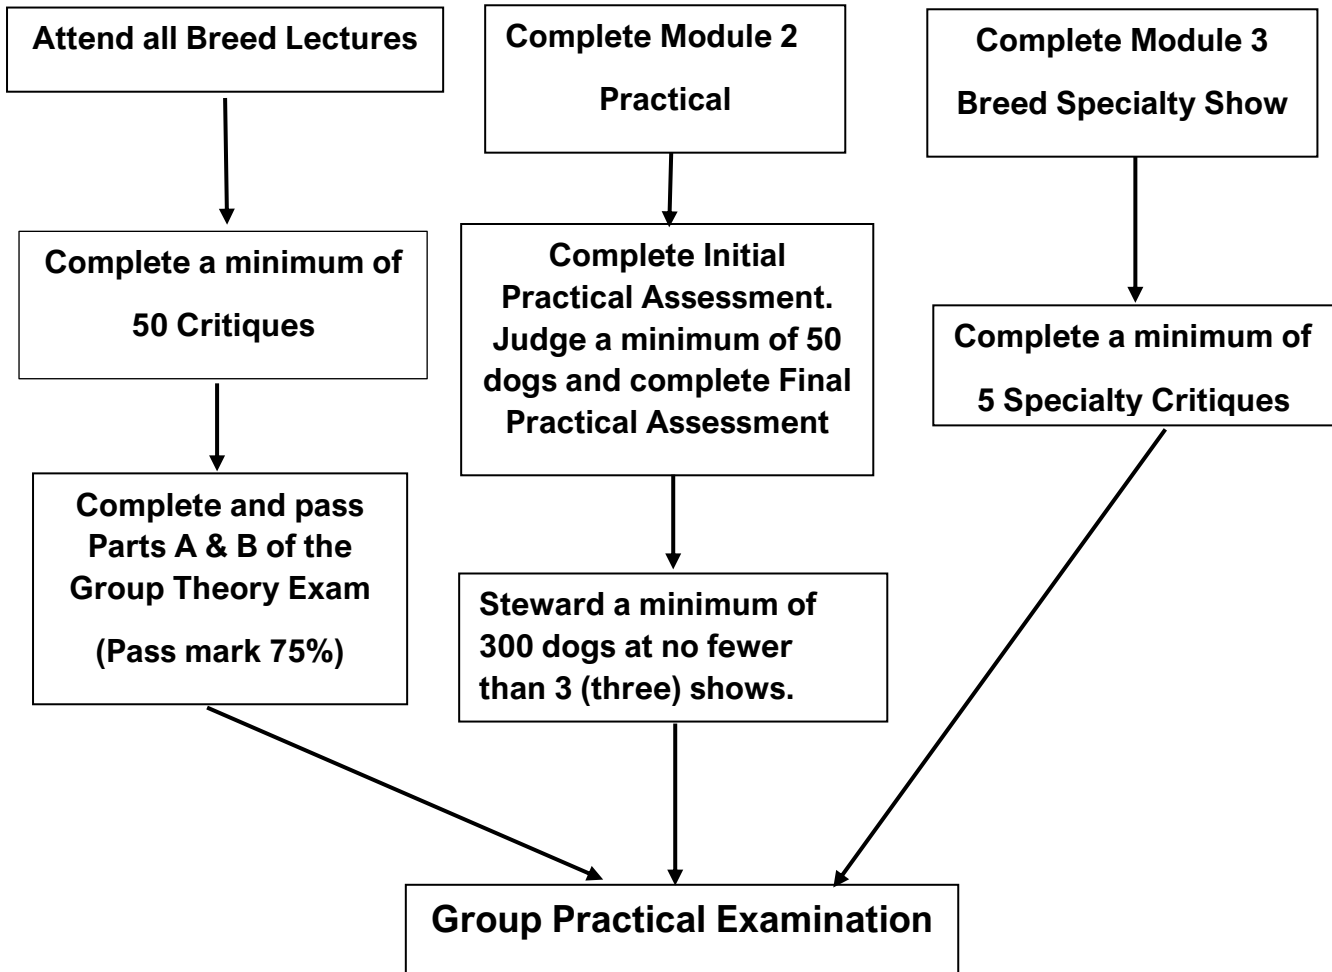 Attend all Breed Lectures
Complete a minimum of
50 Critiques
Complete and pass
Parts A & B of the
Group Theory Exam
(Pass mark 75%)
Complete Module 2
Practical
Complete Initial
Practical Assessment.
Judge a minimum of 50
dogs and complete Final
Practical Assessment
Steward a minimum of
300 dogs at no fewer
than 3 (three) shows.
Complete Module 3
Breed Specialty Show
Complete a minimum of
5 Specialty Critiques
Group Practical Examination